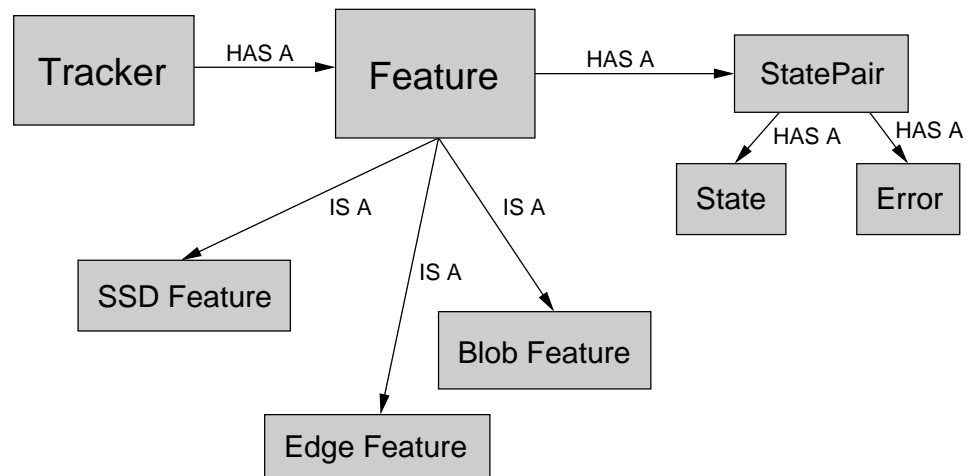 Tracker
HAS A
Feature
HAS A
StatePair
HAS A
HAS A
State
Error
IS A
IS A
IS A
SSD Feature
Blob Feature
Edge Feature